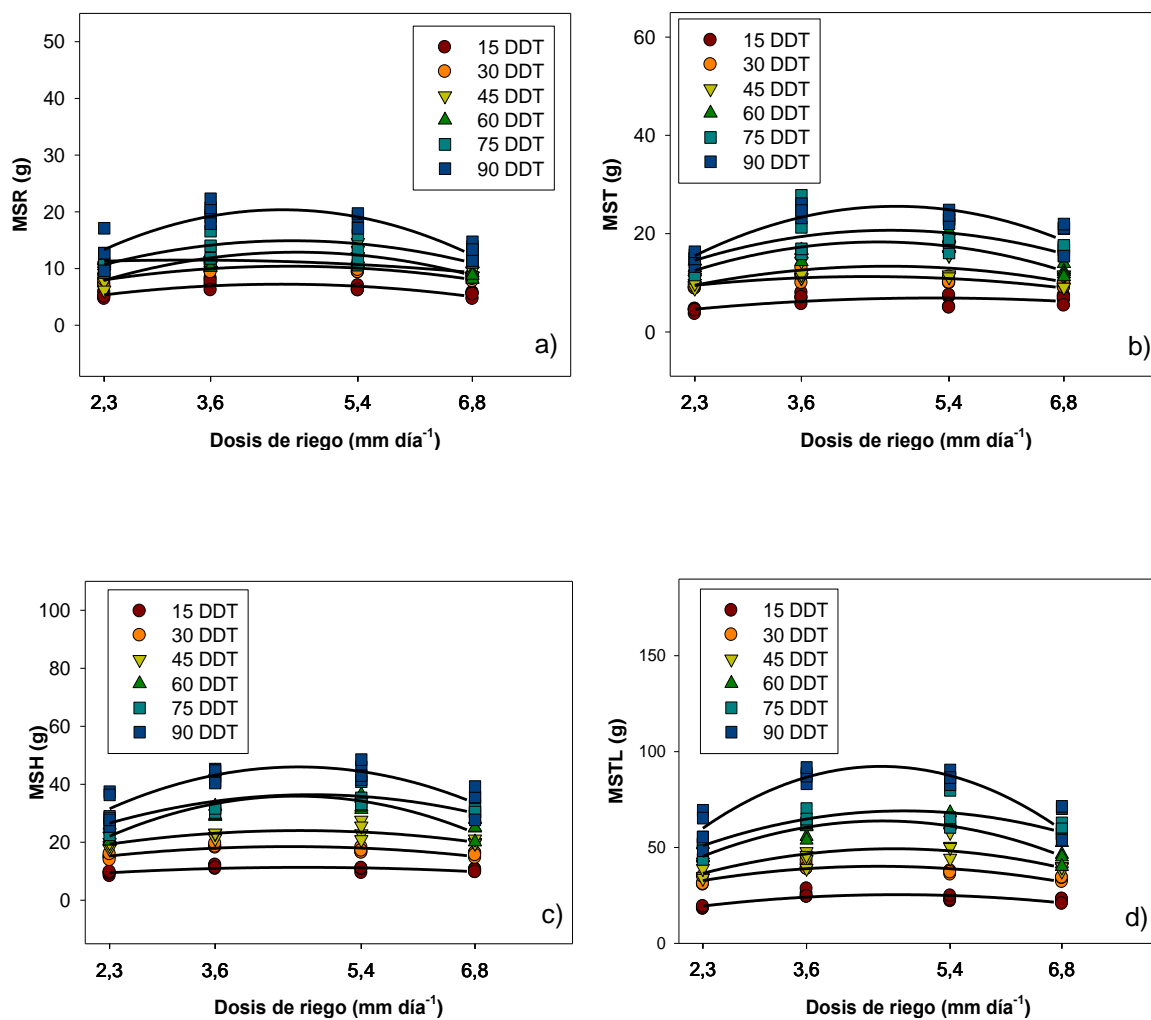 MSR (g)
50
40
30
20
10
0
15 DDT
30 DDT
45 DDT
60 DDT
75 DDT
90 DDT
a)
2,3 3,6 5,4 6,8
Dosis de riego (mm día⁻¹)
MST (g)
60
40
20
0
15 DDT
30 DDT
45 DDT
60 DDT
75 DDT
90 DDT
b)
2,3 3,6 5,4 6,8
Dosis de riego (mm día⁻¹)
MSH (g)
100
80
60
40
20
0
15 DDT
30 DDT
45 DDT
60 DDT
75 DDT
90 DDT
c)
2,3 3,6 5,4 6,8
Dosis de riego (mm día⁻¹)
MSTL (g)
150
100
50
0
15 DDT
30 DDT
45 DDT
60 DDT
75 DDT
90 DDT
d)
2,3 3,6 5,4 6,8
Dosis de riego (mm día⁻¹)